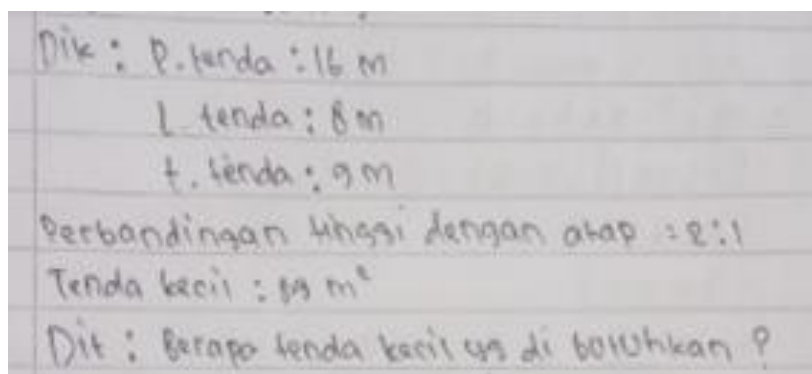 Dik : P. tenda : 16 m
L tenda : 8 m
t. tenda : 9 m
Perbandingan tinggi dengan atap : 2:1
Tenda kecil : m²
Dit : Berapa tenda kecil yg di butuhkan ?